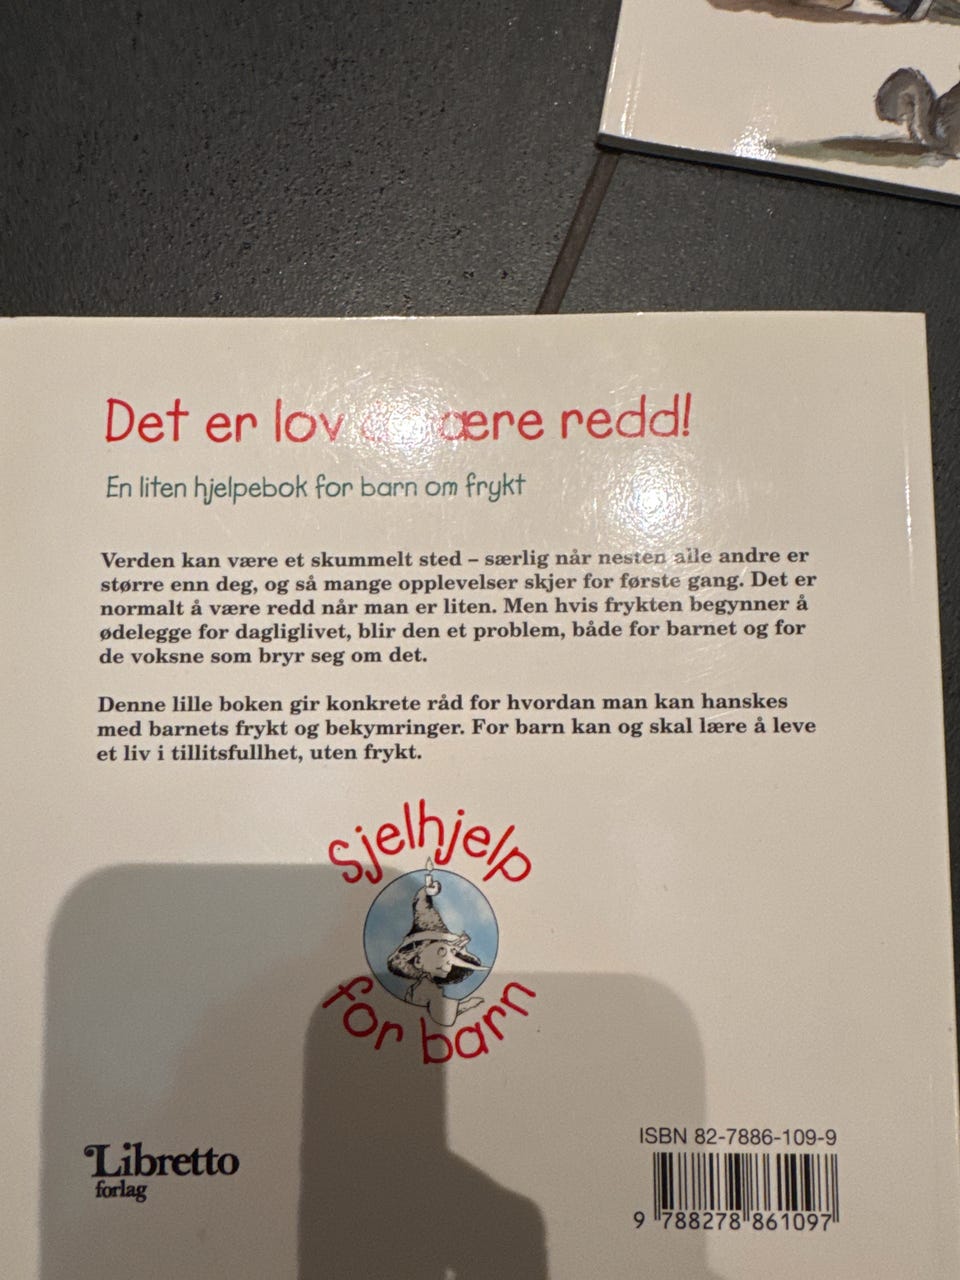 Det er lov å være redd!
En liten hjelpebok for barn om frykt
Verden kan være et skummelt sted – særlig når nesten alle andre er
større enn deg, og så mange opplevelser skjer for første gang. Det er
normalt å være redd når man er liten. Men hvis frykten begynner å
ødelegge for dagliglivet, blir den et problem, både for barnet og for
de voksne som bryr seg om det.
Denne lille boken gir konkrete råd for hvordan man kan hanskes
med barnets frykt og bekymringer. For barn kan og skal lære å leve
et liv i tillitsfullhet, uten frykt.
Sjelhjelp
for barn
Libretto
forlag
ISBN 82-7886-109-9
9 788278 861097